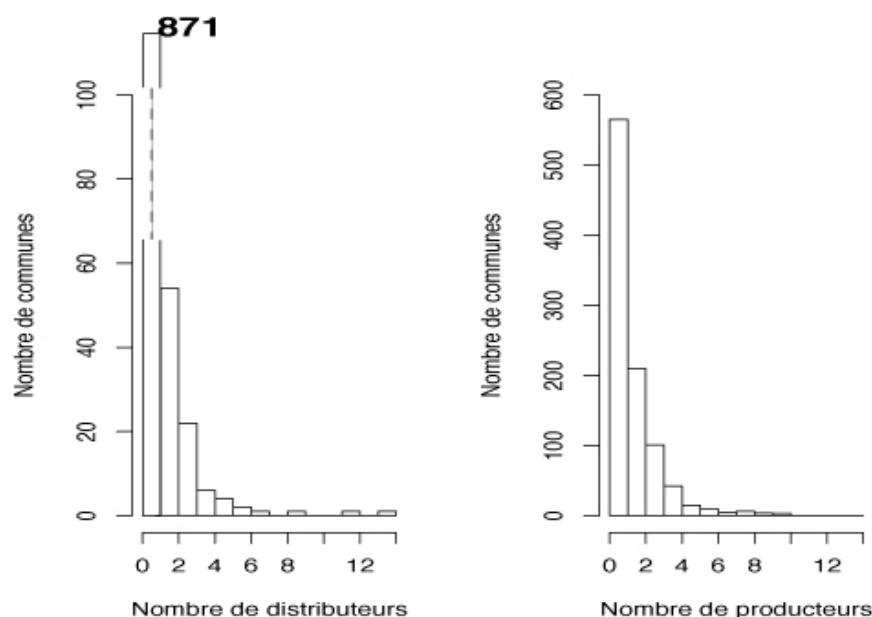 871
Nombre de communes
100
80
60
40
20
0
0 2 4 6 8 12
Nombre de distributeurs
Nombre de communes
600
500
400
300
200
100
0
0 2 4 6 8 12
Nombre de producteurs